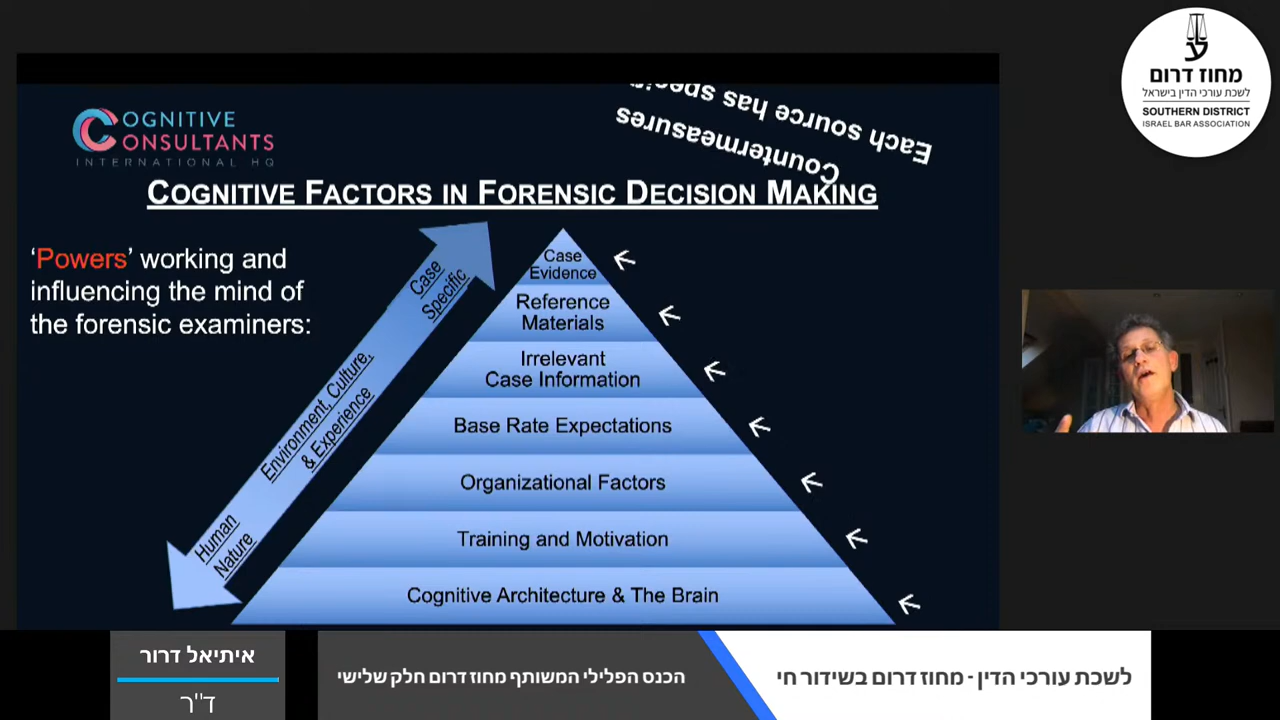 מחוז דרום
לשכת עורכי הדין בישראל
SOUTHERN DISTRICT
ISRAEL BAR ASSOCIATION
COGNITIVE
CONSULTANTS
INTERNATIONAL HQ
Countermeasures
Each source has
COGNITIVE FACTORS IN FORENSIC DECISION MAKING
‘Powers’ working and
influencing the mind of
the forensic examiners:
Case
Specific
Environment, Culture,
& Experience
Human
Nature
Case
Evidence
Reference
Materials
Irrelevant
Case Information
Base Rate Expectations
Organizational Factors
Training and Motivation
Cognitive Architecture & The Brain
לשכת עורכי הדין - מחוז דרום בשידור חי
הכנס הפלילי המשותף מחוז דרום חלק שלישי
איתיאל דרור
ד"ר